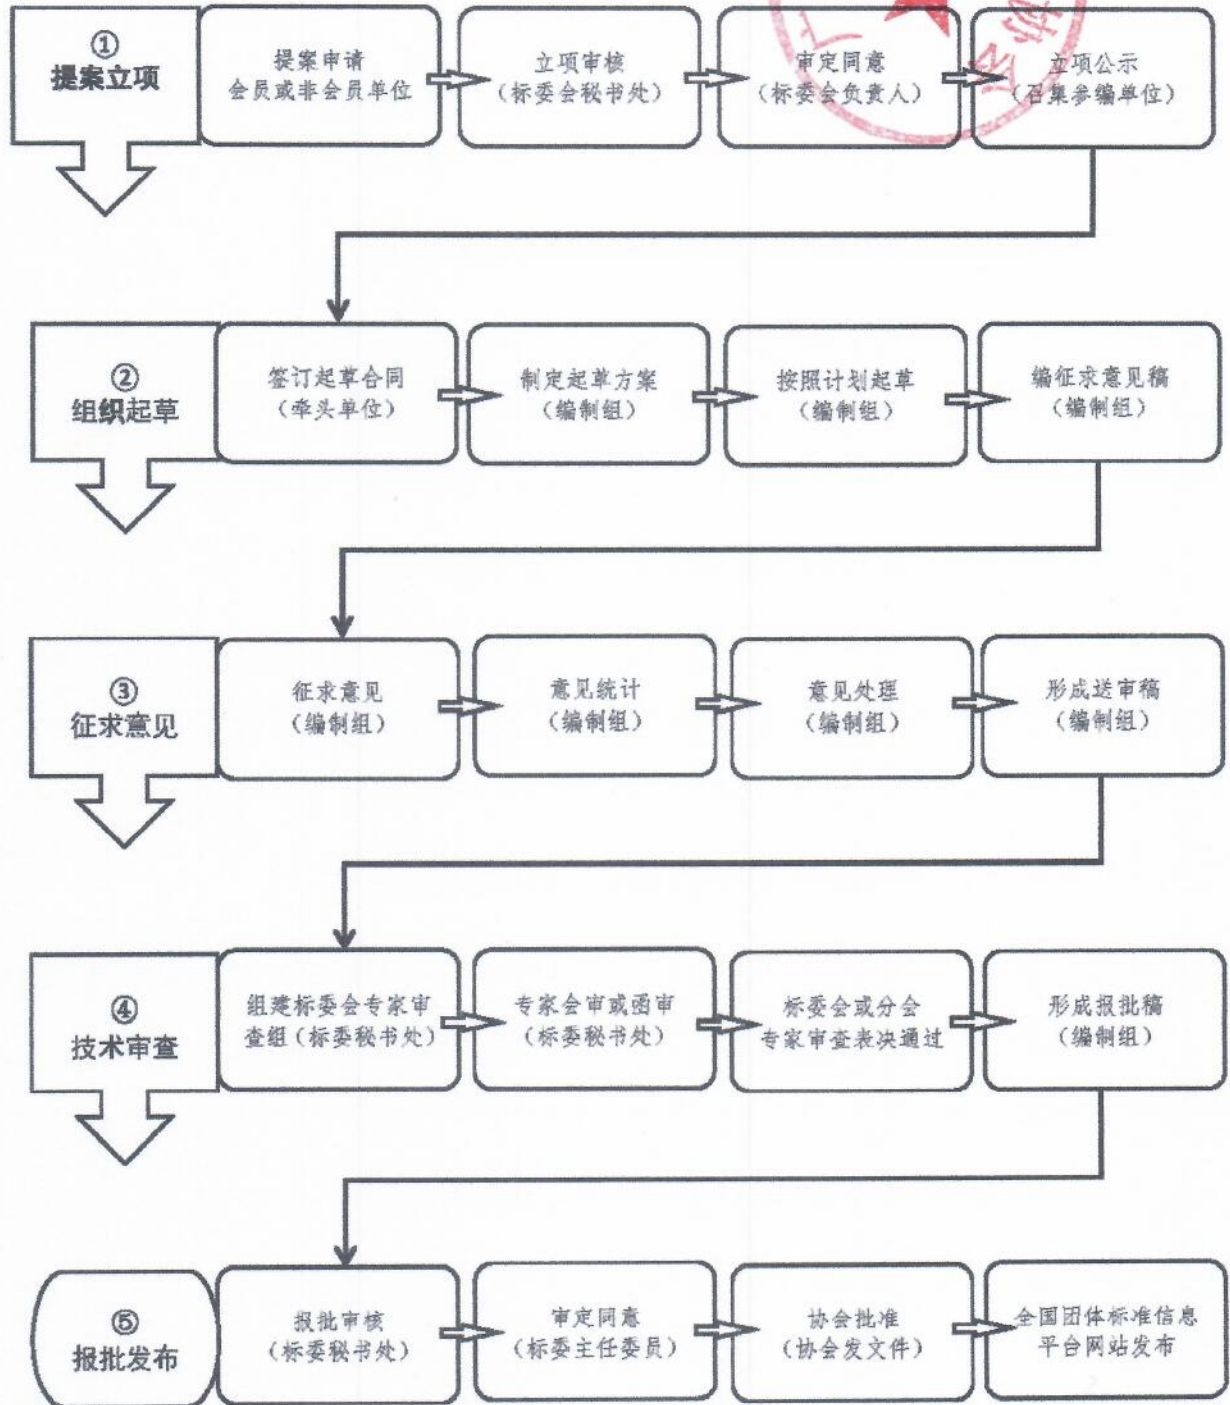 ①
提案立项
提案申请
会员或非会员单位
立项审核
（标委会秘书处）
审定同意
（标委会负责人）
立项公示
（召集参编单位）
②
组织起草
签订起草合同
（牵头单位）
制定起草方案
（编制组）
按照计划起草
（编制组）
编征求意见稿
（编制组）
③
征求意见
征求意见
（编制组）
意见统计
（编制组）
意见处理
（编制组）
形成送审稿
（编制组）
④
技术审查
组建标委会专家审
查组（标委秘书处）
专家会审或函审
（标委秘书处）
标委会或分会
专家审查表决通过
形成报批稿
（编制组）
⑤
报批发布
报批审核
（标委秘书处）
审定同意
（标委主任委员）
协会批准
（协会发文件）
全国团体标准信息
平台网站发布
协会